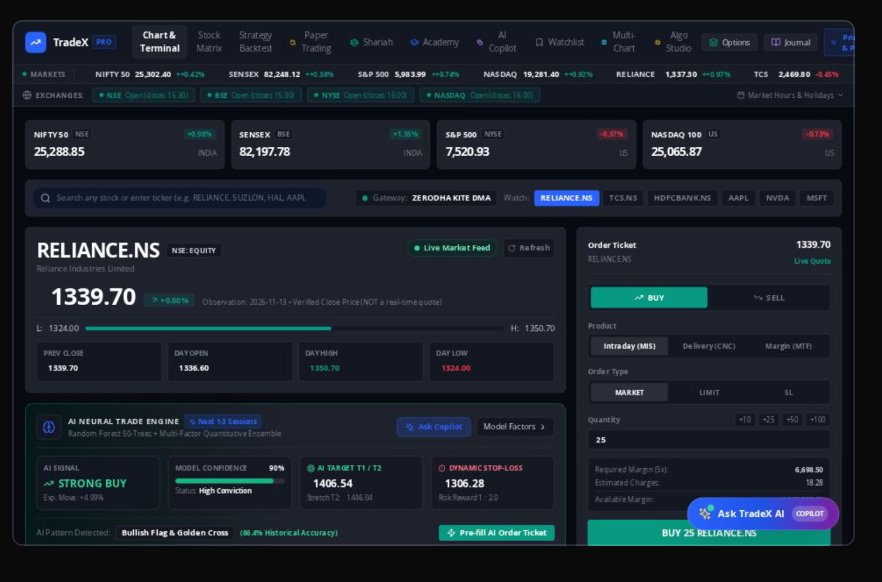 TradeX PRO
Chart & Terminal
Stock Matrix
Strategy Backtest
Paper Trading
Shariah
Academy
AI Copilot
Watchlist
Multi-Chart
Algo Studio
Options
Journal
MARKETS NIFTY 50 25,302.40 +0.42% SENSEX 82,248.12 +0.38% S&P 500 5,983.99 +0.74% NASDAQ 19,281.40 +0.92% RELIANCE 1,337.30 +0.97% TCS 2,469.80 -0.45%
EXCHANGES: NSE Open (closes 15:30) BSE Open (closes 15:30) NYSE Open (closes 16:00) NASDAQ Open (closes 16:00) Market Hours & Holidays
NIFTY 50 NSE +0.98%
25,288.85 INDIA
SENSEX BSE +1.35%
82,197.78 INDIA
S&P 500 NYSE -0.37%
7,520.93 US
NASDAQ 100 US -0.73%
25,065.87 US
Search any stock or enter ticker (e.g. RELIANCE, SUZLON, HAL, AAPL
Gateway: ZERODHA KITE DMA Watch: RELIANCE.NS TCS.NS HDFCBANK.NS AAPL NVDA MSFT
RELIANCE.NS NSE: EQUITY Live Market Feed Refresh
Reliance Industries Limited
1339.70 +0.00% Observation: 2026-11-13 • Verified Close Price (NOT a real-time quote)
L: 1324.00 H: 1350.70
PREV CLOSE
1339.70
DAY OPEN
1336.60
DAY HIGH
1350.70
DAY LOW
1324.00
AI NEURAL TRADE ENGINE Next 1-3 Sessions
Random Forest 50-Trees + Multi-Factor Quantitative Ensemble
Ask Copilot Model Factors
AI SIGNAL
STRONG BUY
Exp. Move: +4.99%
MODEL CONFIDENCE 90%
Status: High Conviction
AI TARGET T1 / T2
1406.54
Stretch T2: 1446.04
DYNAMIC STOP-LOSS
1306.28
Risk:Reward 1 : 2.0
AI Pattern Detected: Bullish Flag & Golden Cross (86.4% Historical Accuracy) Pre-fill AI Order Ticket
Order Ticket 1339.70
RELIANCE.NS Live Quote
BUY SELL
Product
Intraday (MIS) Delivery (CNC) Margin (MTF)
Order Type
MARKET LIMIT SL
Quantity +10 +25 +50 +100
25
Required Margin (5x): 6,698.50
Estimated Charges: 18.28
Available Margin:
Ask TradeX AI COPILOT
BUY 25 RELIANCE.NS